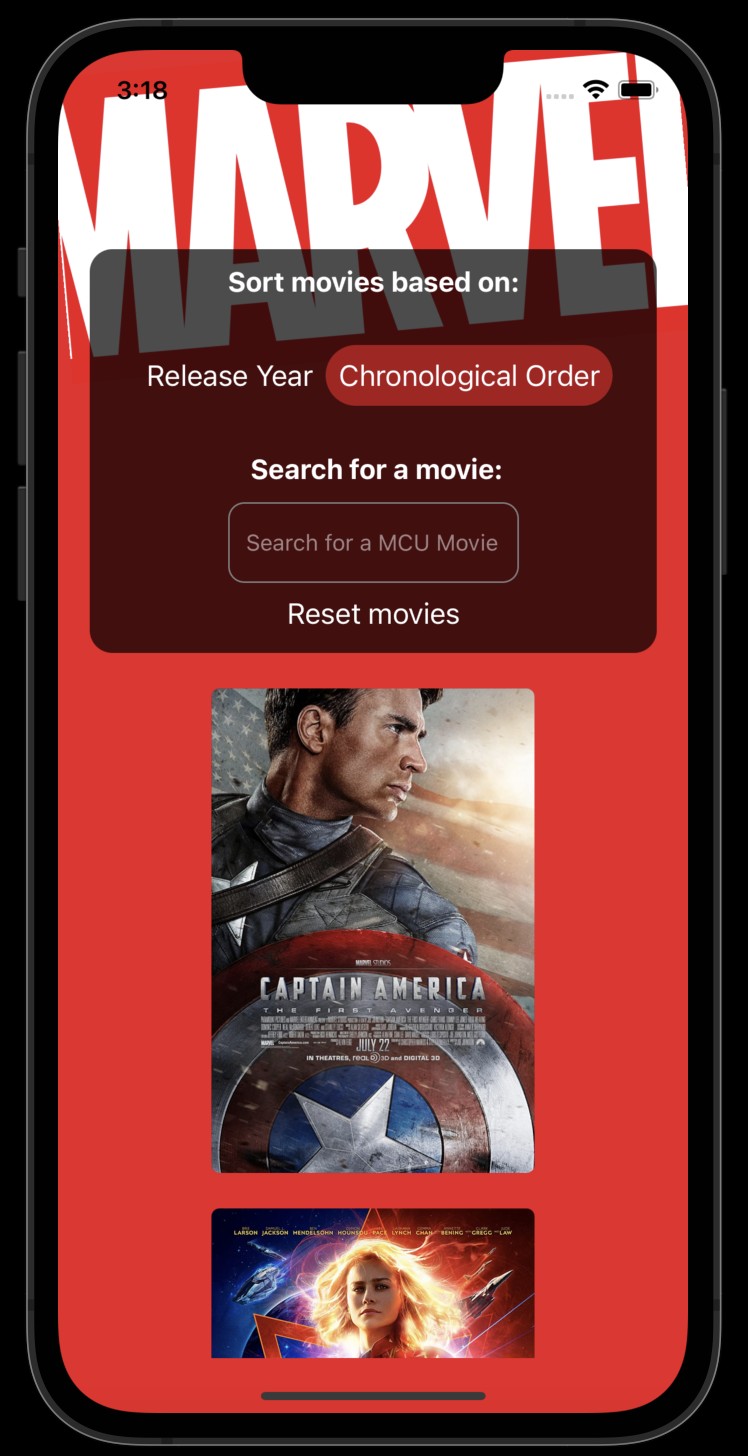 3:18
MARVEL
Sort movies based on:
Release Year Chronological Order
Search for a movie:
Search for a MCU Movie
Reset movies
MARVEL STUDIOS
CAPTAIN AMERICA
THE FIRST AVENGER
JULY 22
IN THEATRES, REAL D 3D and DIGITAL 3D
LARSON JACKSON MENDELSOHN HOUNSOU PACE LYNCH CHAN BENING GREGG LAW